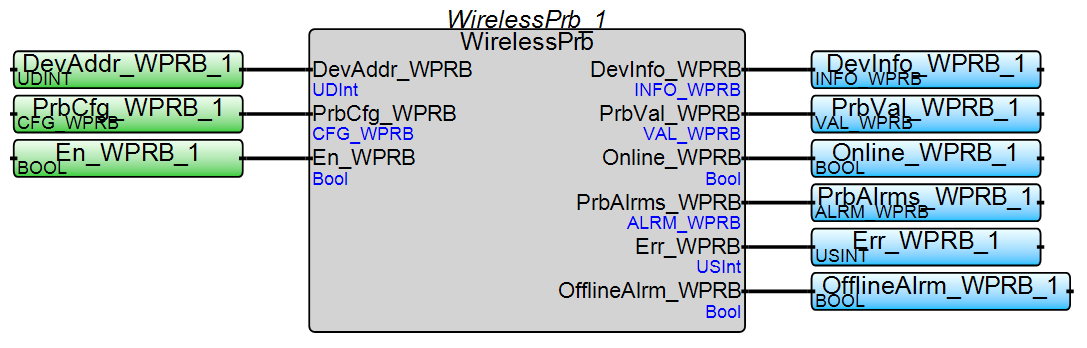 WirelessPrb_1
WirelessPrb
DevAddr_WPRB_1
UDINT
PrbCfg_WPRB_1
CFG_WPRB
En_WPRB_1
BOOL
DevAddr_WPRB
UDInt
PrbCfg_WPRB
CFG_WPRB
En_WPRB
Bool
DevInfo_WPRB
INFO_WPRB
PrbVal_WPRB
VAL_WPRB
Online_WPRB
Bool
PrbAlrms_WPRB
ALRM_WPRB
Err_WPRB
USInt
OfflineAlrm_WPRB
Bool
DevInfo_WPRB_1
INFO_WPRB
PrbVal_WPRB_1
VAL_WPRB
Online_WPRB_1
BOOL
PrbAlrms_WPRB_1
ALRM_WPRB
Err_WPRB_1
USINT
OfflineAlrm_WPRB_1
BOOL